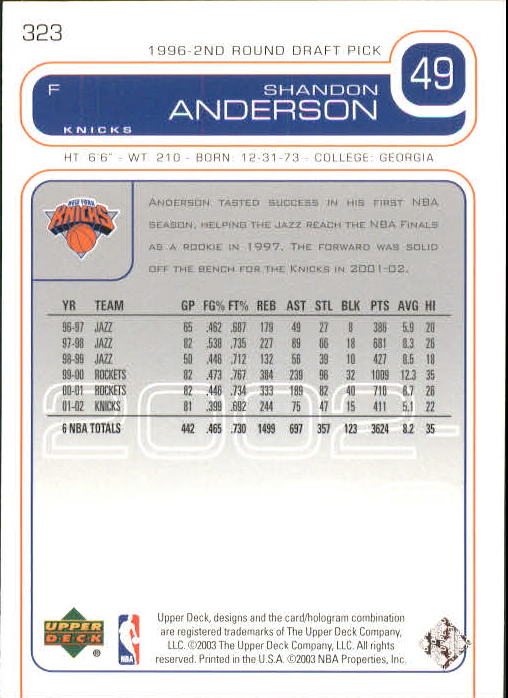 323
1996-2ND ROUND DRAFT PICK
49
F
SHANDON
ANDERSON
KNICKS
HT: 6'6" - WT: 210 - BORN: 12-31-73 - COLLEGE: GEORGIA
NEW YORK
KNICKS
ANDERSON TASTED SUCCESS IN HIS FIRST NBA
SEASON, HELPING THE JAZZ REACH THE NBA FINALS
AS A ROOKIE IN 1997. THE FORWARD WAS SOLID
OFF THE BENCH FOR THE KNICKS IN 2001-02.
YR TEAM GP FG% FT% REB AST STL BLK PTS AVG HI
96-97 JAZZ 65 .462 .687 179 49 27 8 386 5.9 20
97-98 JAZZ 82 .538 .735 227 89 66 18 681 8.3 26
98-99 JAZZ 50 .446 .712 132 56 39 10 427 8.5 18
99-00 ROCKETS 82 .473 .767 384 239 96 32 1009 12.3 35
00-01 ROCKETS 82 .446 .734 333 189 82 40 710 8.7 26
01-02 KNICKS 81 .399 .692 244 75 47 15 411 5.1 22
6 NBA TOTALS 442 .465 .730 1499 697 357 123 3624 8.2 35
2002-
UPPER
DECK
®
NBA
Upper Deck, designs and the card/hologram combination
are registered trademarks of The Upper Deck Company,
LLC. ©2003 The Upper Deck Company, LLC. All rights
reserved. Printed in the U.S.A. ©2003 NBA Properties, Inc.